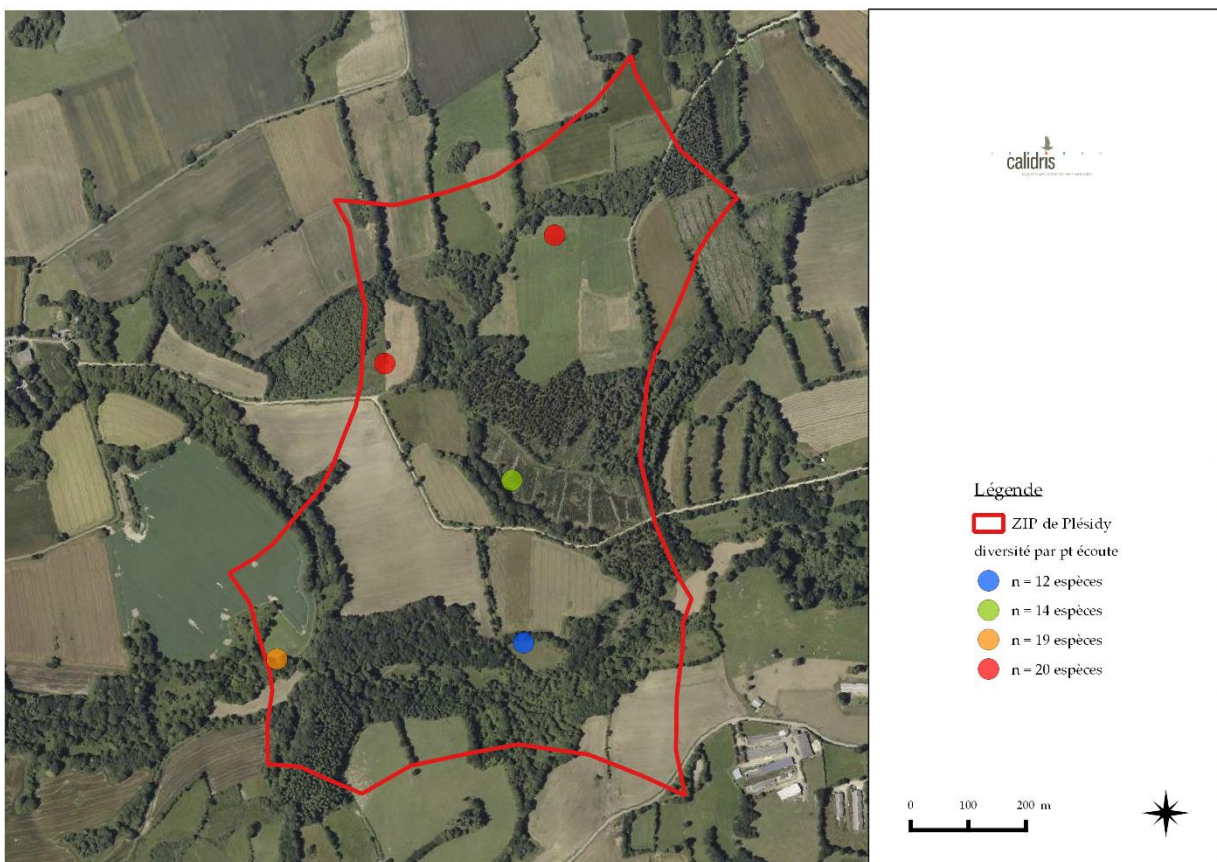 calidris
Légende
ZIP de Plésidy
diversité par pt écoute
n = 12 espèces
n = 14 espèces
n = 19 espèces
n = 20 espèces
0 100 200 m